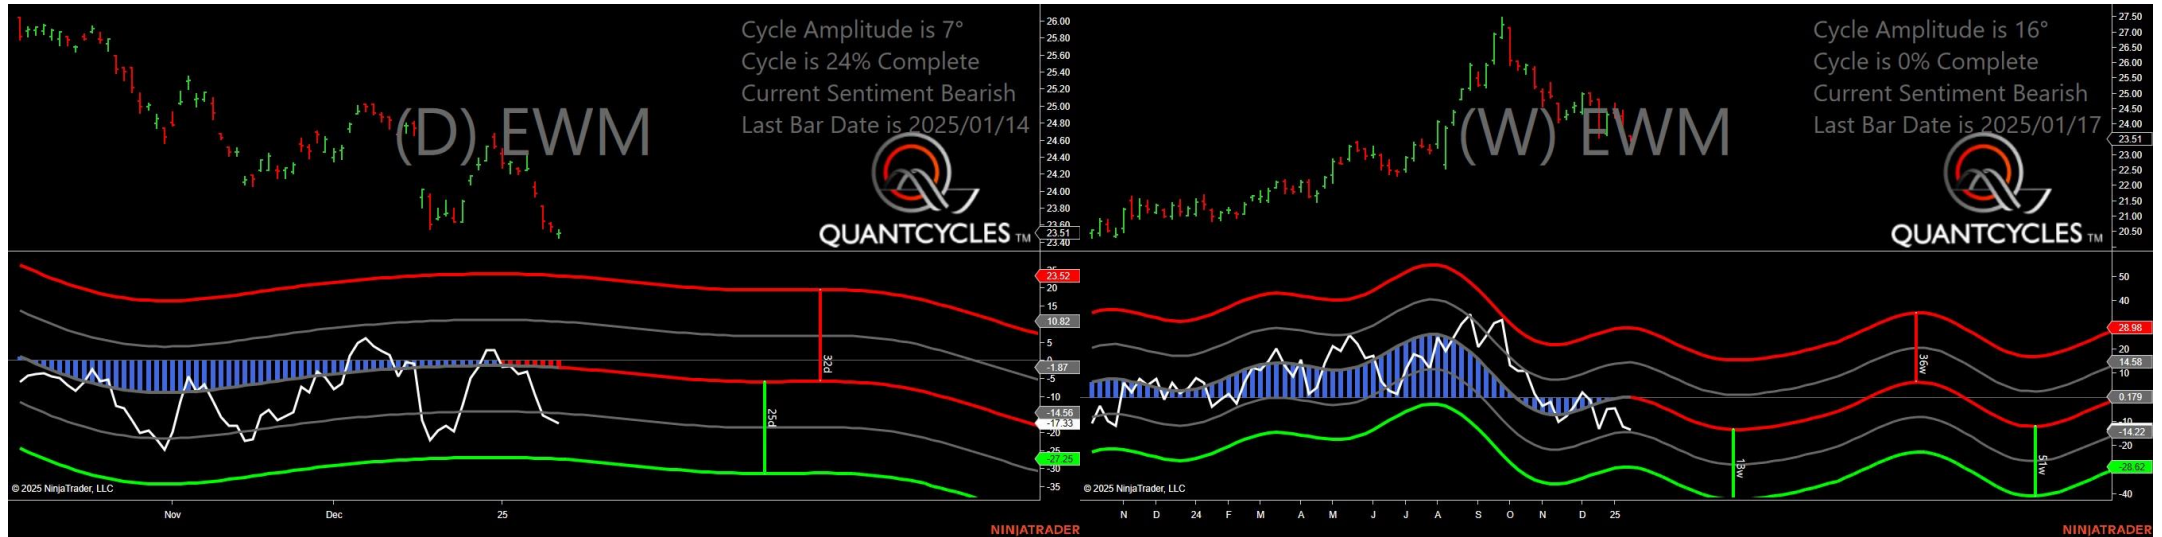 Cycle Amplitude is 7°
Cycle is 24% Complete
Current Sentiment Bearish
Last Bar Date is 2025/01/14
(D) EWM
QUANTCYCLES TM
26.00
25.80
25.60
25.40
25.20
25.00
24.80
24.60
24.40
24.20
24.00
23.80
23.60
23.51
23.40
25
23.52
20
15
10.82
5
0
-1.87
-5
-10
-14.56
-17.33
-20
-27.25
-30
-35
32d
25d
© 2025 NinjaTrader, LLC
Nov
Dec
25
NINJATRADER
Cycle Amplitude is 16°
Cycle is 0% Complete
Current Sentiment Bearish
Last Bar Date is 2025/01/17
(W) EWM
QUANTCYCLES TM
27.50
27.00
26.50
26.00
25.50
25.00
24.50
24.00
23.51
23.00
22.50
22.00
21.50
21.00
20.50
50
40
28.98
20
14.58
10
0.179
-10
-14.22
-20
-28.62
-40
36w
13w
51w
© 2025 NinjaTrader, LLC
N
D
24
F
M
A
M
J
J
A
S
O
N
D
25
NINJATRADER